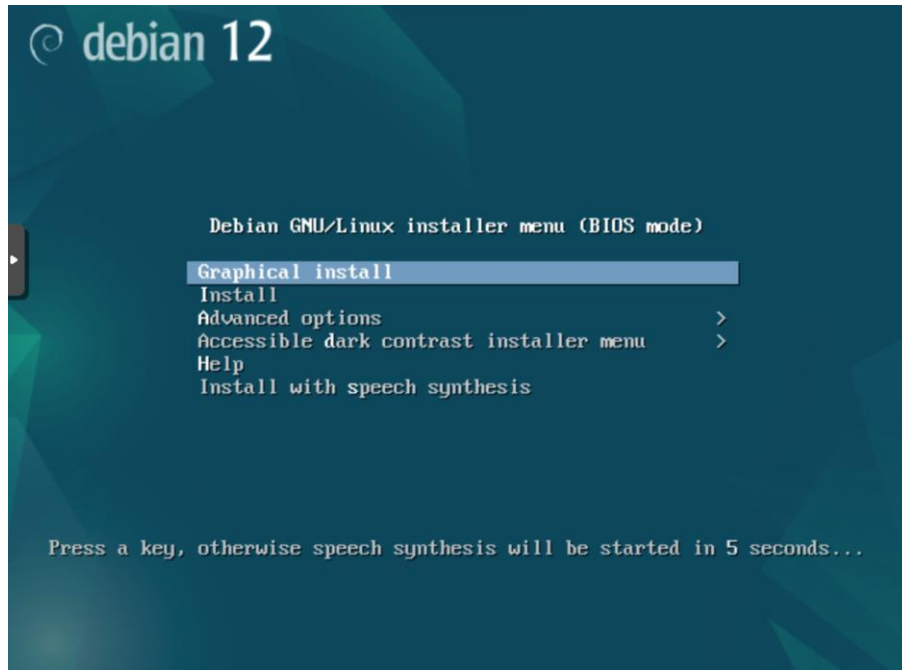 debian 12
Debian GNU/Linux installer menu (BIOS mode)
Graphical install
Install
Advanced options >
Accessible dark contrast installer menu >
Help
Install with speech synthesis
Press a key, otherwise speech synthesis will be started in 5 seconds...